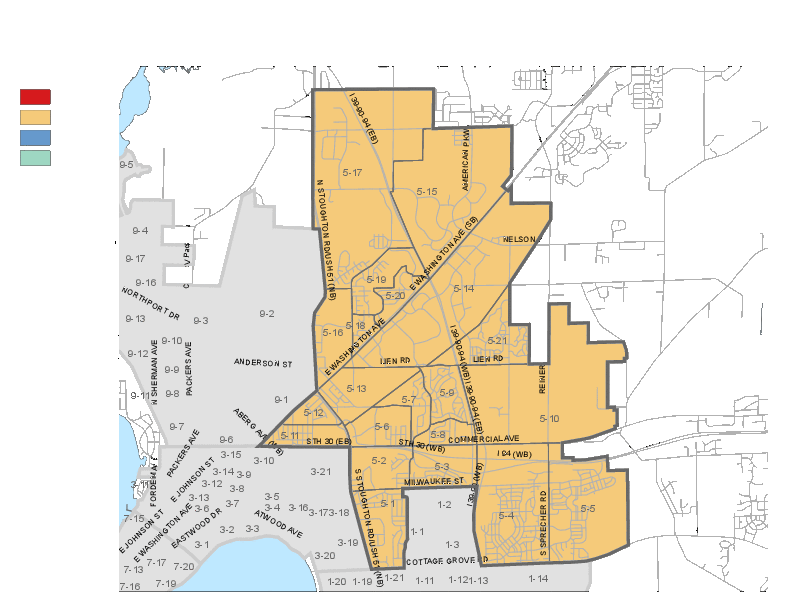 I 39-90-94 (EB)
AMERICAN PKWY
9-5
5-17
5-15
N STOUGHTON RD/USH 51 (NB)
9-4
E WASHINGTON AVE (SB)
NELSON
9-17
9-16
5-19
5-14
5-20
NORTHPORT DR
9-13
9-3
9-2
5-16
5-18
E WASHINGTON AVE
I 39-90-94 (WB)
5-21
9-10
9-12
N SHERMAN AVE
PACKERS AVE
ANDERSON ST
LIEN RD
LIEN RD
9-9
REINER
9-11
9-8
5-13
5-9
I 39-90-94 (EB)
9-1
5-7
5-12
ABERG AVE (WB)
5-10
9-7
5-6
5-11
5-8
9-6
STH 30 (EB)
STH 30 (WB)
COMMERCIAL AVE
PACKERS AVE
3-15
3-10
I 94 (WB)
5-2
5-3
FORDEM AVE
E JOHNSON ST
3-14
3-9
3-21
I 39-90 (WB)
3-12
3-8
MILWAUKEE ST
3-11
3-13
3-5
S STOUGHTON RD/USH 51 (NB)
5-1
1-2
3-6
3-7
3-4
3-16
3-17
3-18
5-4
S SPRECHER RD
5-5
7-15
E JOHNSON ST
E WASHINGTON AVE
EASTWOOD DR
ATWOOD AVE
3-2
3-3
1-1
3-1
3-19
1-3
3-20
COTTAGE GROVE RD
7-17
7-20
7-13
7-16
7-19
1-20
1-19
1-21
1-11
1-12
1-13
1-14